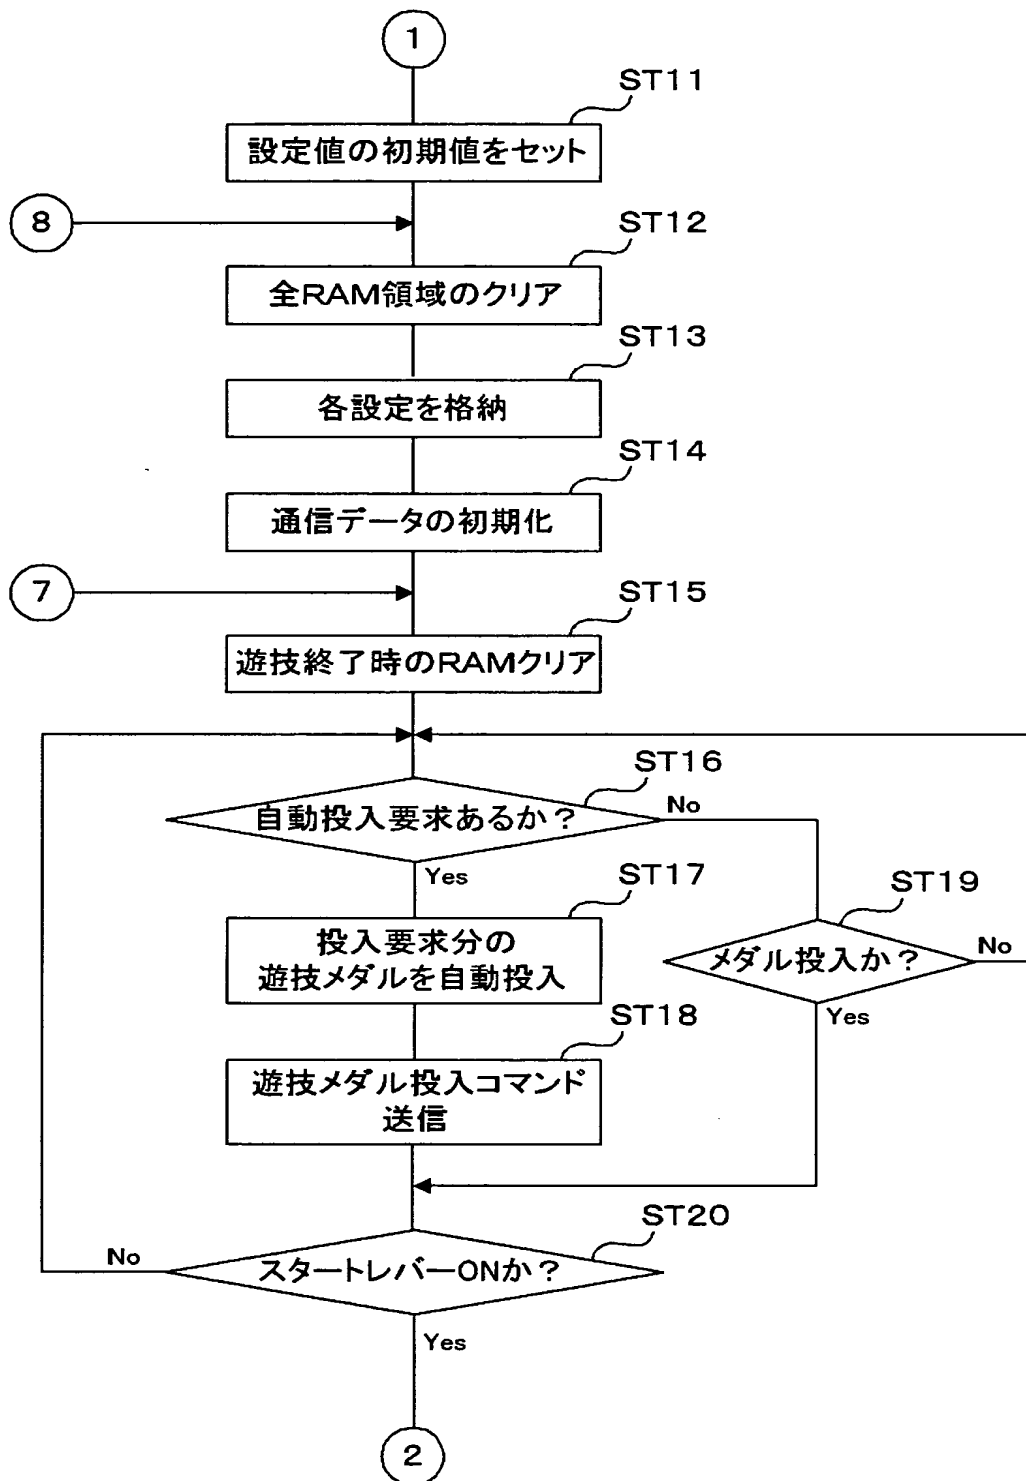 1
ST11
設定値の初期値をセット
8
ST12
全RAM領域のクリア
ST13
各設定を格納
ST14
通信データの初期化
7
ST15
遊技終了時のRAMクリア
ST16
自動投入要求あるか？
No
Yes
ST17
投入要求分の
遊技メダルを自動投入
ST19
メダル投入か？
No
Yes
ST18
遊技メダル投入コマンド
送信
ST20
スタートレバーONか？
No
Yes
2